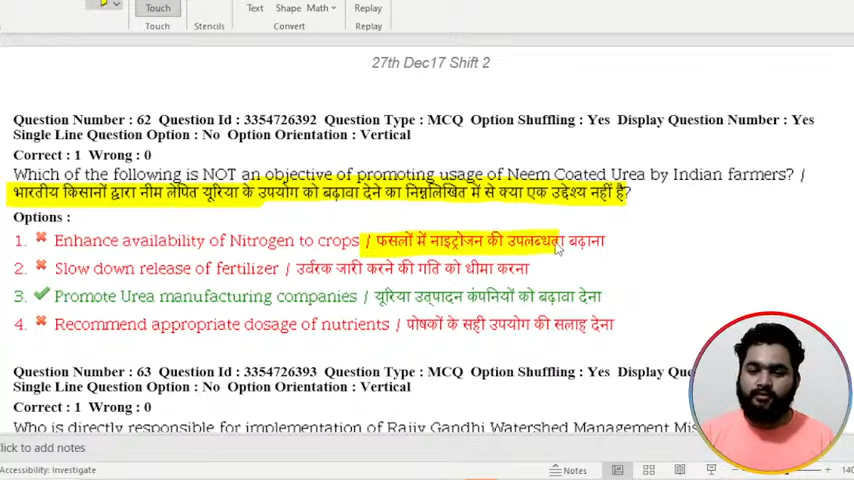 Touch
Text Shape Math
Replay
Touch
Stencils
Convert
Replay
27th Dec17 Shift 2
Question Number : 62 Question Id : 3354726392 Question Type : MCQ Option Shuffling : Yes Display Question Number : Yes
Single Line Question Option : No Option Orientation : Vertical
Correct : 1 Wrong : 0
Which of the following is NOT an objective of promoting usage of Neem Coated Urea by Indian farmers? /
भारतीय किसानों द्वारा नीम लेपित यूरिया के उपयोग को बढ़ावा देने का निम्नलिखित में से क्या एक उद्देश्य नहीं है?
Options :
1. Enhance availability of Nitrogen to crops / फसलों में नाइट्रोजन की उपलब्धता बढ़ाना
2. Slow down release of fertilizer / उर्वरक जारी करने की गति को धीमा करना
3. Promote Urea manufacturing companies / यूरिया उत्पादन कंपनियों को बढ़ावा देना
4. Recommend appropriate dosage of nutrients / पोषकों के सही उपयोग की सलाह देना
Question Number : 63 Question Id : 3354726393 Question Type : MCQ Option Shuffling : Yes Display
Single Line Question Option : No Option Orientation : Vertical
Correct : 1 Wrong : 0
Who is directly responsible for implementation of Rajiv Gandhi Watershed Management
lick to add notes
Accessibility: Investigate
Notes